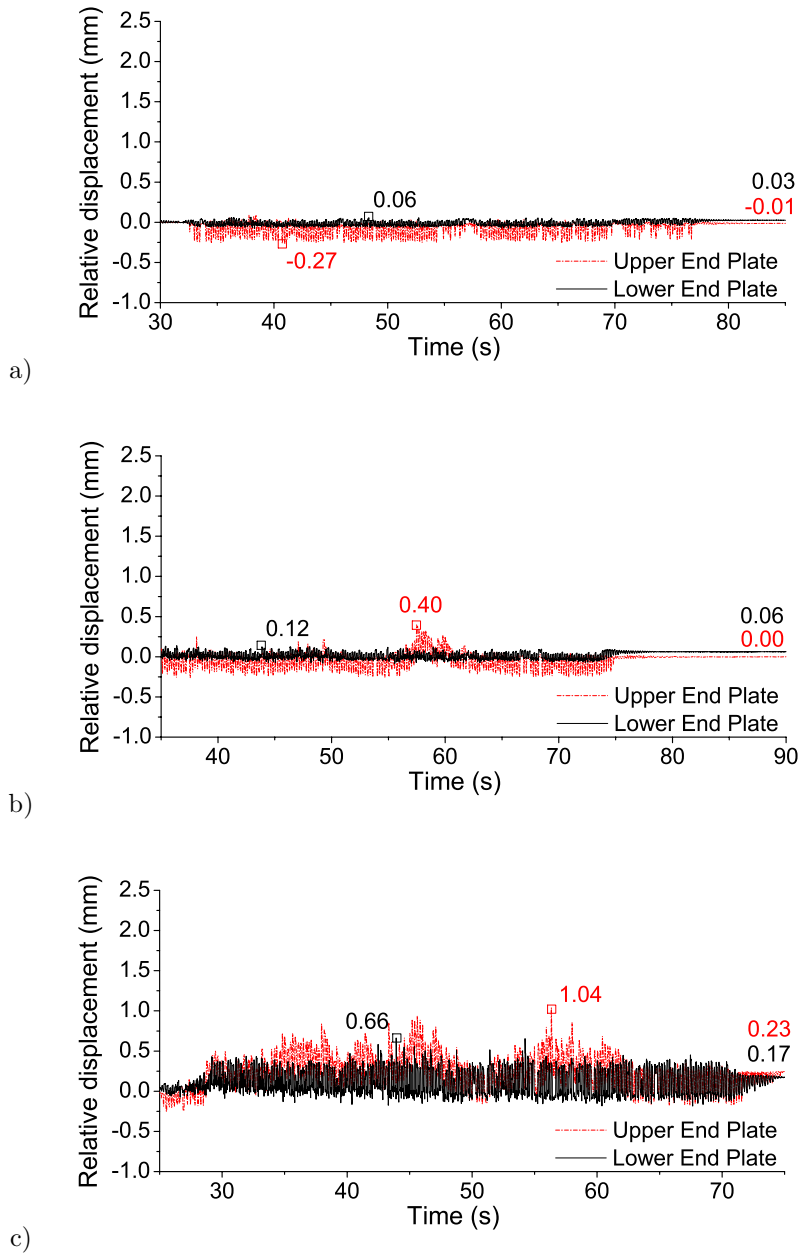 2.5
2.0
1.5
1.0
0.5
0.0
-0.5
-1.0
Relative displacement (mm)
0.06
-0.27
0.03
-0.01
Upper End Plate
Lower End Plate
30 40 50 60 70 80
Time (s)
a)
2.5
2.0
1.5
1.0
0.5
0.0
-0.5
-1.0
Relative displacement (mm)
0.12
0.40
0.06
0.00
Upper End Plate
Lower End Plate
40 50 60 70 80 90
Time (s)
b)
2.5
2.0
1.5
1.0
0.5
0.0
-0.5
-1.0
Relative displacement (mm)
0.66
1.04
0.23
0.17
Upper End Plate
Lower End Plate
30 40 50 60 70
Time (s)
c)